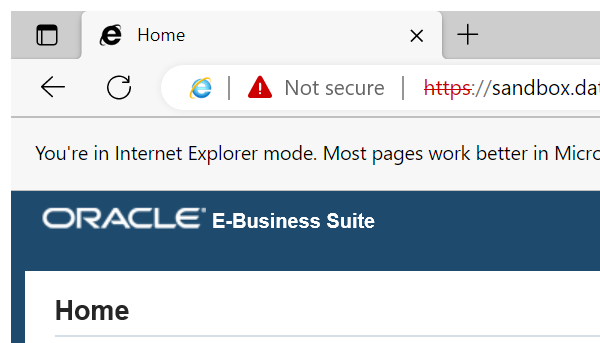 Home
Not secure https://sandbox.dat
You're in Internet Explorer mode. Most pages work better in Micro
ORACLE E-Business Suite
Home